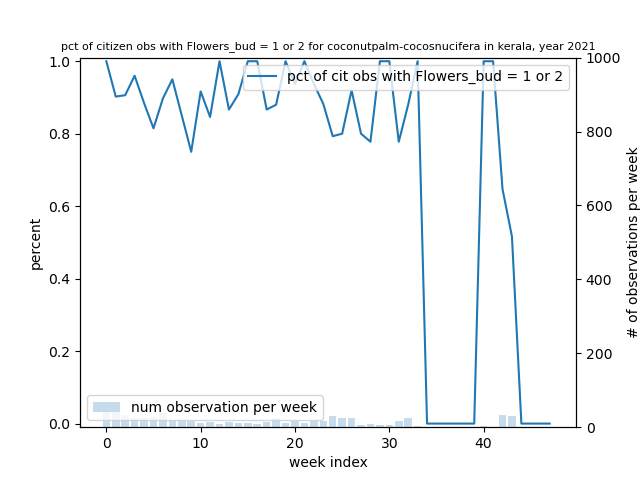 pct of citizen obs with Flowers_bud = 1 or 2 for coconutpalm-cocosnucifera in kerala, year 2021
pct of cit obs with Flowers_bud = 1 or 2
1.0
0.8
0.6
0.4
0.2
0.0
percent
1000
800
600
400
200
0
# of observations per week
num observation per week
0 10 20 30 40
week index